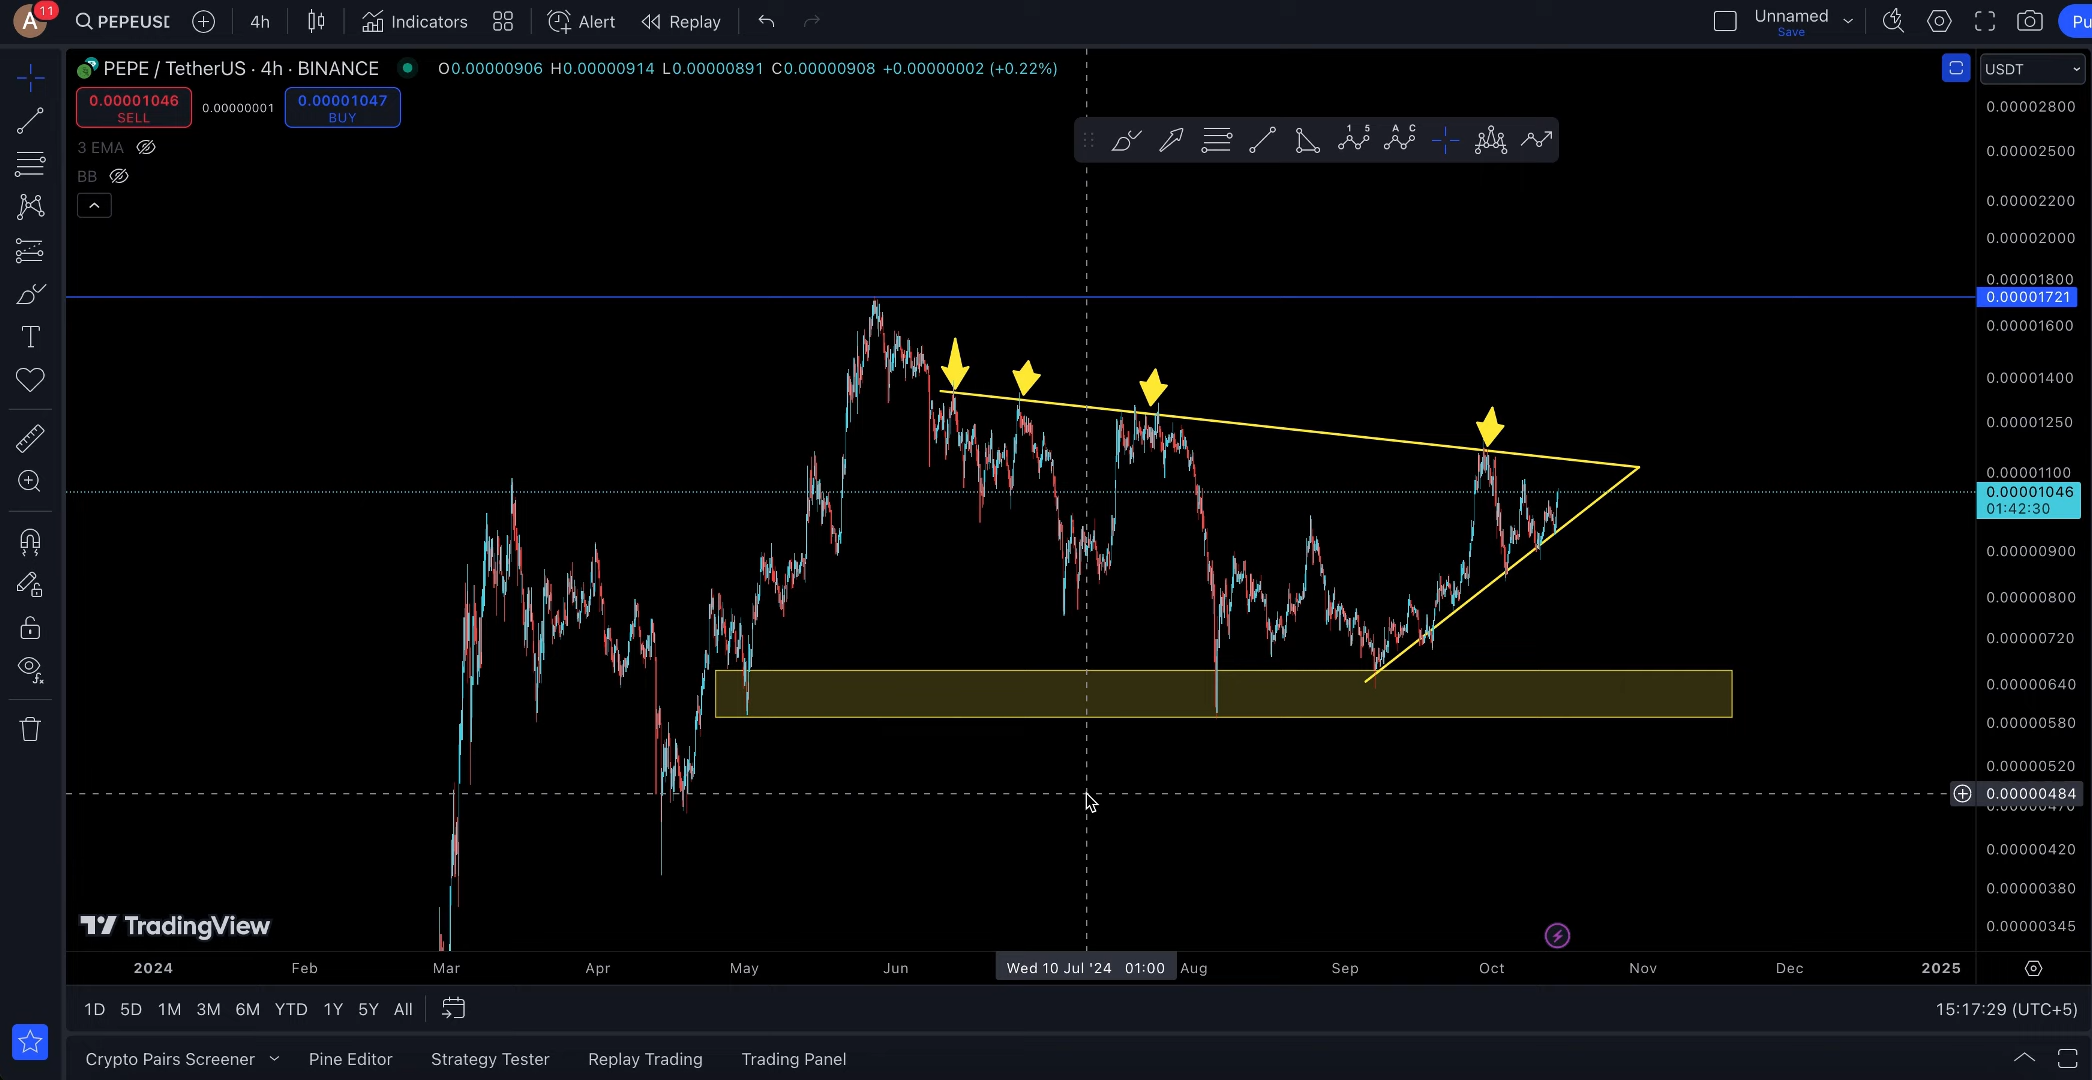 A 11 PEPEUSD 4h Indicators Alert Replay Unnamed Save Pu
PEPE / TetherUS · 4h · BINANCE O0.00000906 H0.00000914 L0.00000891 C0.00000908 +0.00000002 (+0.22%) USDT
0.00001046 SELL 0.00000001 0.00001047 BUY
3 EMA
BB
1 5 A C
0.00002800
0.00002500
0.00002200
0.00002000
0.00001800
0.00001721
0.00001600
0.00001400
0.00001250
0.00001100
0.00001046
01:42:30
0.00000900
0.00000800
0.00000720
0.00000640
0.00000580
0.00000520
0.00000484
0.00000470
0.00000420
0.00000380
0.00000345
TradingView
2024 Feb Mar Apr May Jun Wed 10 Jul '24 01:00 Aug Sep Oct Nov Dec 2025
1D 5D 1M 3M 6M YTD 1Y 5Y All 15:17:29 (UTC+5)
Crypto Pairs Screener Pine Editor Strategy Tester Replay Trading Trading Panel